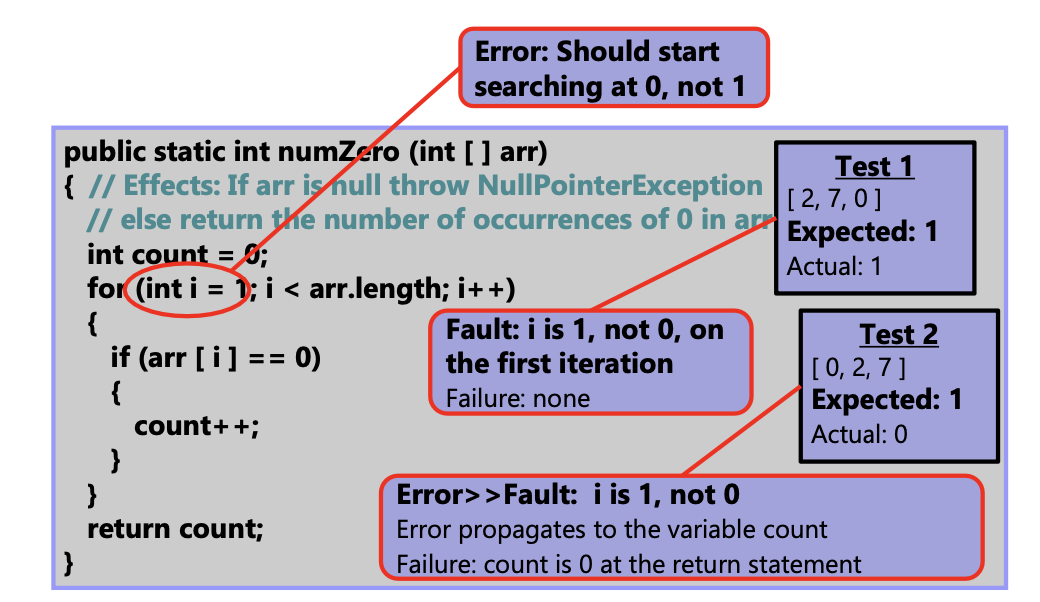 Error: Should start
searching at 0, not 1
public static int numZero (int [ ] arr)
{ // Effects: If arr is null throw NullPointerException
// else return the number of occurrences of 0 in arr
int count = 0;
for (int i = 1; i < arr.length; i++)
{
if (arr [ i ] == 0)
{
count++;
}
}
return count;
}
Test 1
[ 2, 7, 0 ]
Expected: 1
Actual: 1
Fault: i is 1, not 0, on
the first iteration
Failure: none
Test 2
[ 0, 2, 7 ]
Expected: 1
Actual: 0
Error>>Fault: i is 1, not 0
Error propagates to the variable count
Failure: count is 0 at the return statement